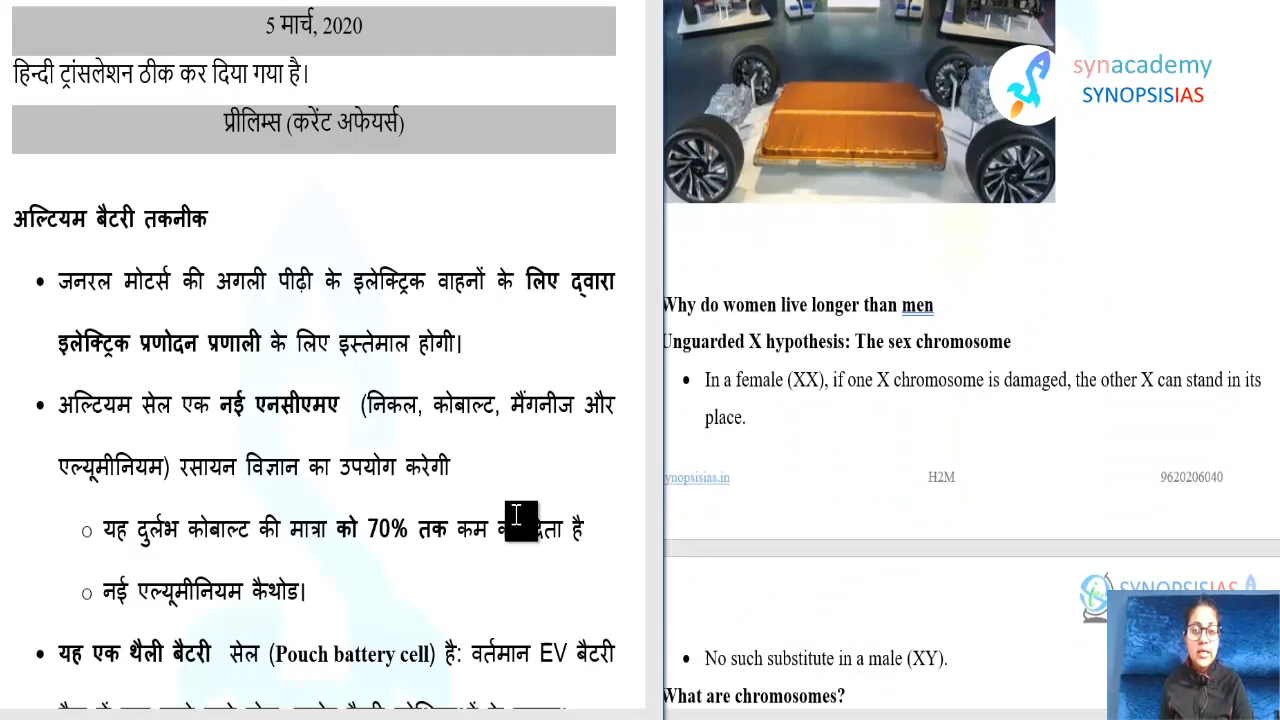 5 मार्च, 2020
हिन्दी ट्रांसलेशन ठीक कर दिया गया है।
प्रीलिम्स (करेंट अफेयर्स)
अल्टियम बैटरी तकनीक
• जनरल मोटर्स की अगली पीढ़ी के इलेक्ट्रिक वाहनों के लिए द्वारा
इलेक्ट्रिक प्रणोदन प्रणाली के लिए इस्तेमाल होगी।
• अल्टियम सेल एक नई एनसीएमए (निकल, कोबाल्ट, मैंगनीज और
एल्यूमीनियम) रसायन विज्ञान का उपयोग करेगी
o यह दुर्लभ कोबाल्ट की मात्रा को 70% तक कम है
o नई एल्यूमीनियम कैथोड।
• यह एक थैली बैटरी सेल (Pouch battery cell) है: वर्तमान EV बैटरी
synacademy
SYNOPSISIAS
Why do women live longer than men
Unguarded X hypothesis: The sex chromosome
• In a female (XX), if one X chromosome is damaged, the other X can stand in its
place.
ynopsisias.in H2M 9620206040
SYNOPSISIAS
• No such substitute in a male (XY).
What are chromosomes?